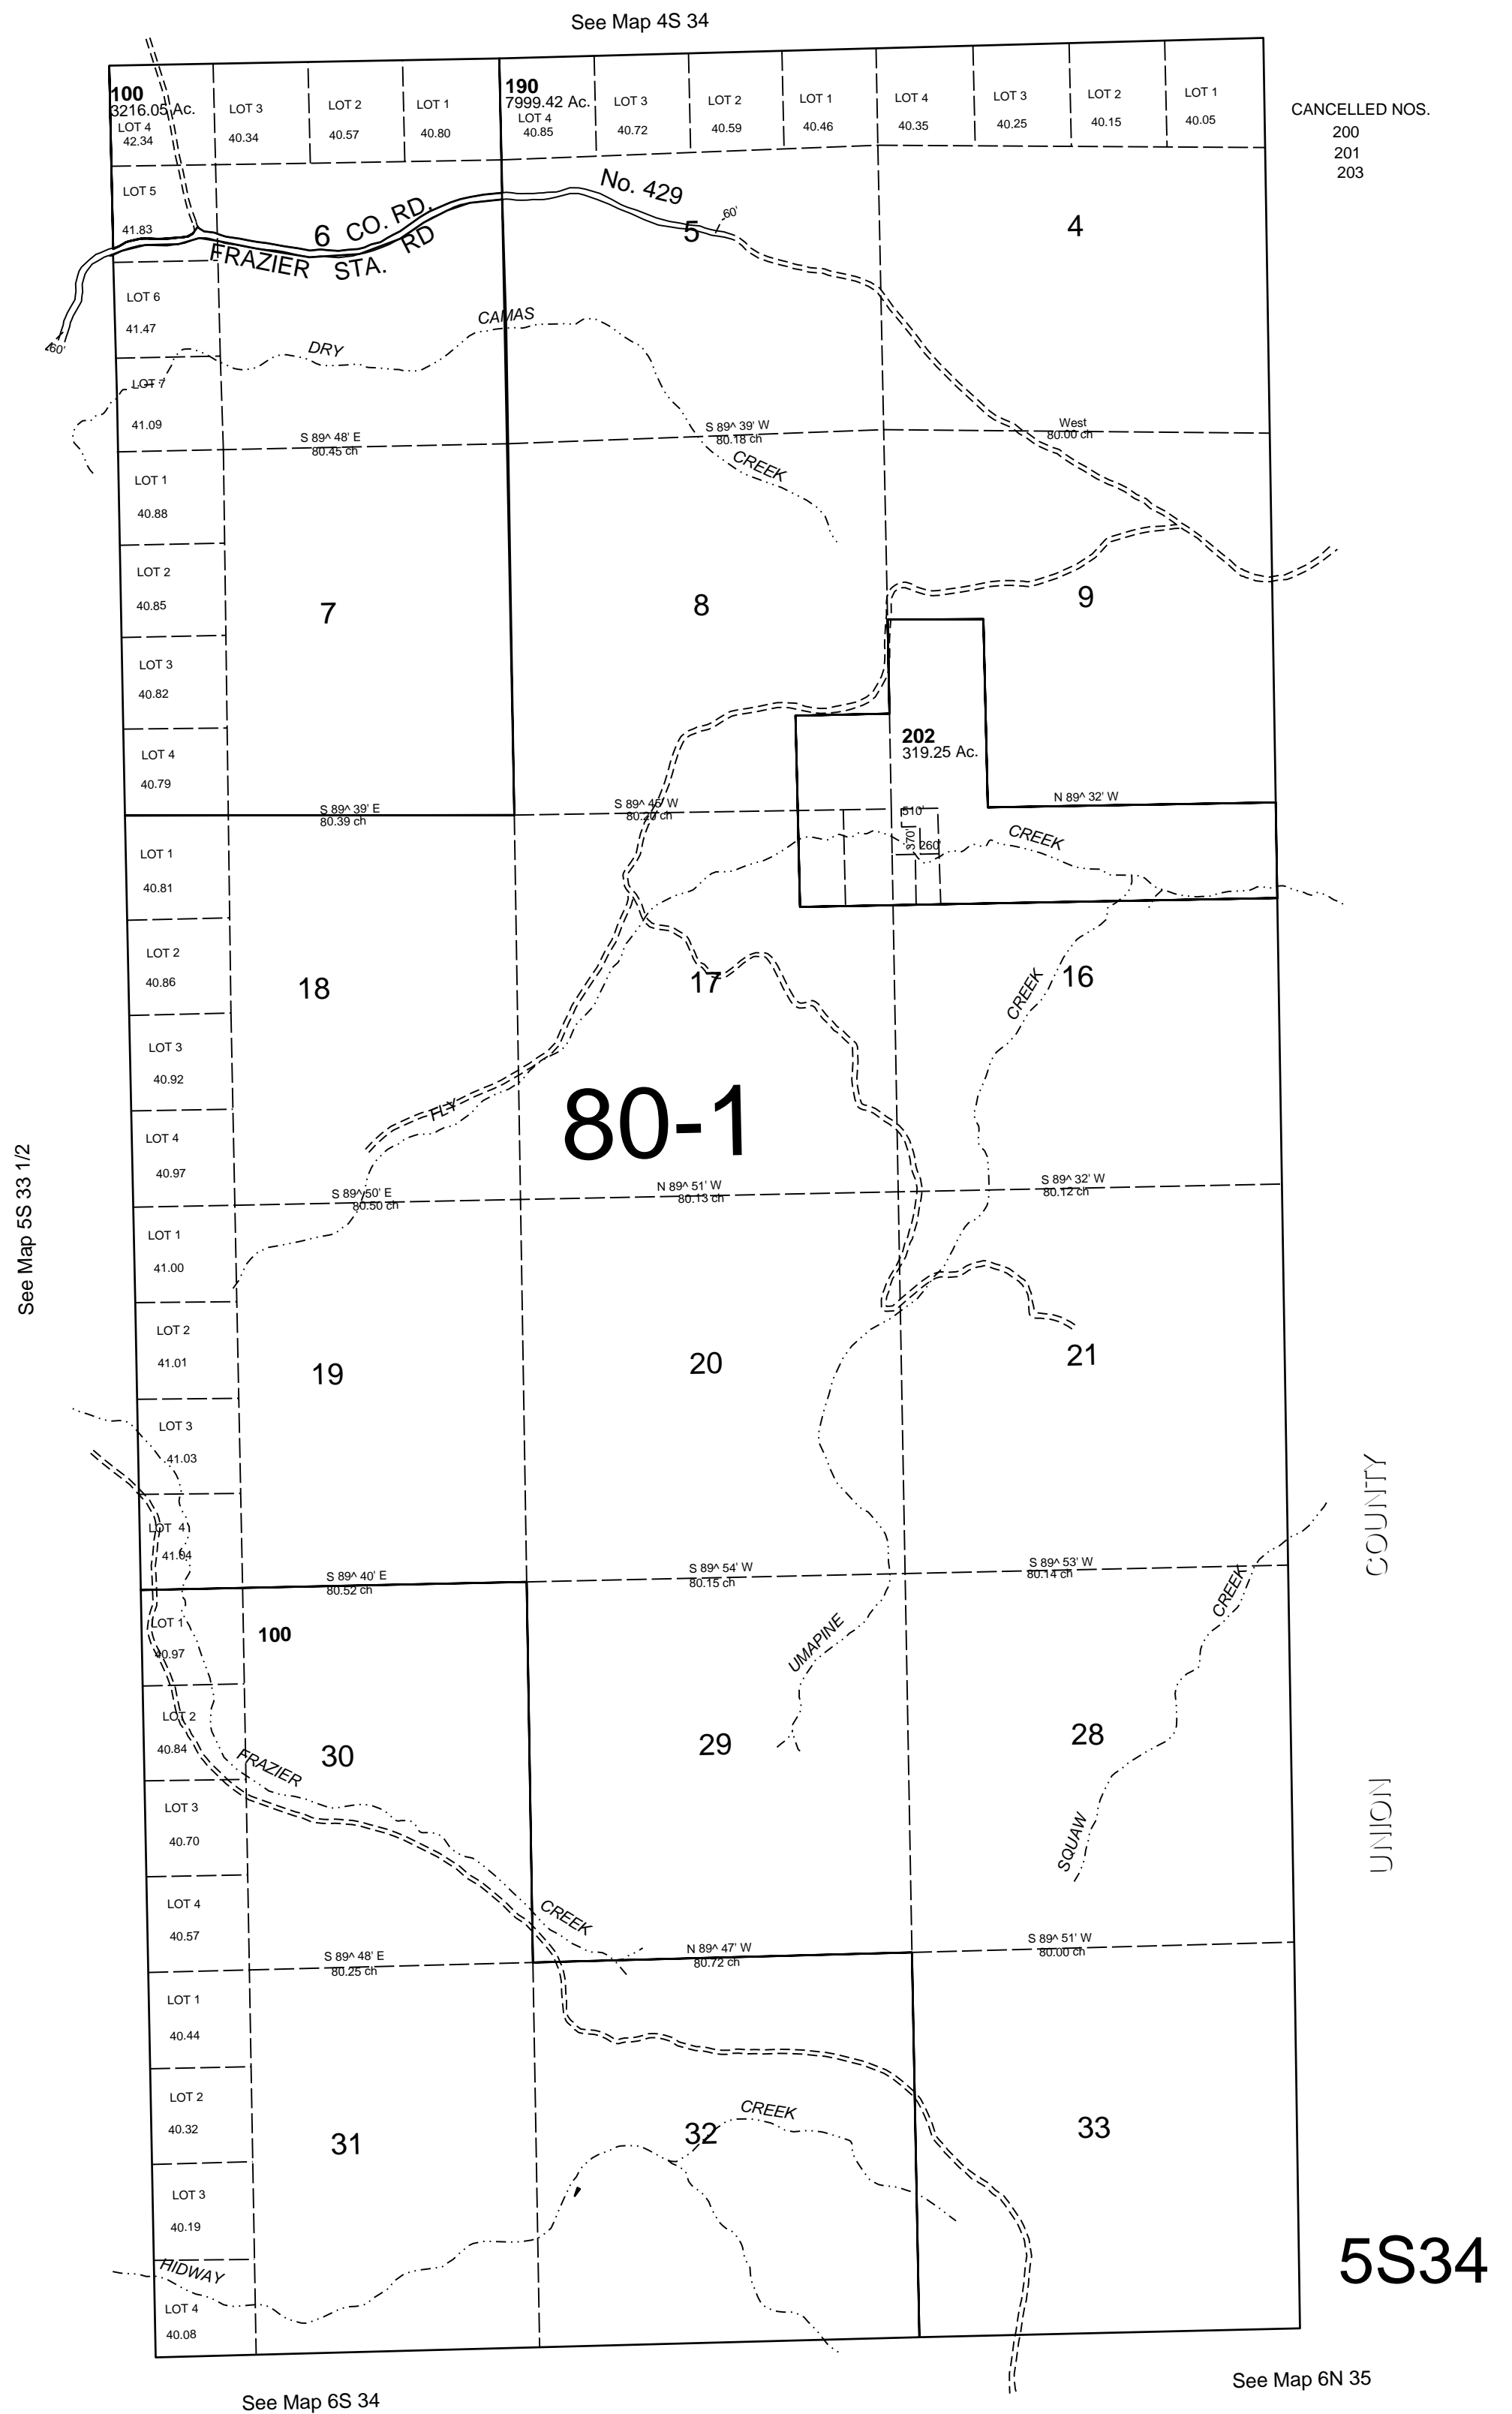 See Map 4S 34
100
3216.05 Ac.
LOT 4
42.34
LOT 3
40.34
LOT 2
40.57
LOT 1
40.80
190
7999.42 Ac.
LOT 4
40.85
LOT 3
40.72
LOT 2
40.59
LOT 1
40.46
LOT 4
40.35
LOT 3
40.25
LOT 2
40.15
LOT 1
40.05
CANCELLED NOS.
200
201
203
LOT 5
41.83
6
CO. RD.
No. 429
FRAZIER STA. RD
5
60'
4
LOT 6
41.47
60'
DRY
CAMAS
CREEK
LOT 7
41.09
S 89^ 48' E
80.45 ch
S 89^ 39' W
80.18 ch
West
80.00 ch
LOT 1
40.88
LOT 2
40.85
7
8
9
LOT 3
40.82
LOT 4
40.79
202
319.25 Ac.
S 89^ 39' E
80.39 ch
S 89^ 45' W
80.20 ch
N 89^ 32' W
510'
370'
260'
CREEK
LOT 1
40.81
LOT 2
40.86
18
17
16
CREEK
LOT 3
40.92
FLY
80-1
LOT 4
40.97
S 89^ 50' E
80.50 ch
N 89^ 51' W
80.13 ch
S 89^ 32' W
80.12 ch
See Map 5S 33 1/2
LOT 1
41.00
LOT 2
41.01
19
20
21
LOT 3
41.03
LOT 4
41.04
S 89^ 40' E
80.52 ch
S 89^ 54' W
80.15 ch
S 89^ 53' W
80.14 ch
COUNTY
LOT 1
40.97
100
UMAPINE
CREEK
LOT 2
40.84
FRAZIER
30
29
28
LOT 3
40.70
SQUAW
UNION
LOT 4
40.57
CREEK
S 89^ 48' E
80.25 ch
N 89^ 47' W
80.72 ch
S 89^ 51' W
80.00 ch
LOT 1
40.44
LOT 2
40.32
31
32
CREEK
33
LOT 3
40.19
HIDWAY
LOT 4
40.08
5S34
See Map 6S 34
See Map 6N 35